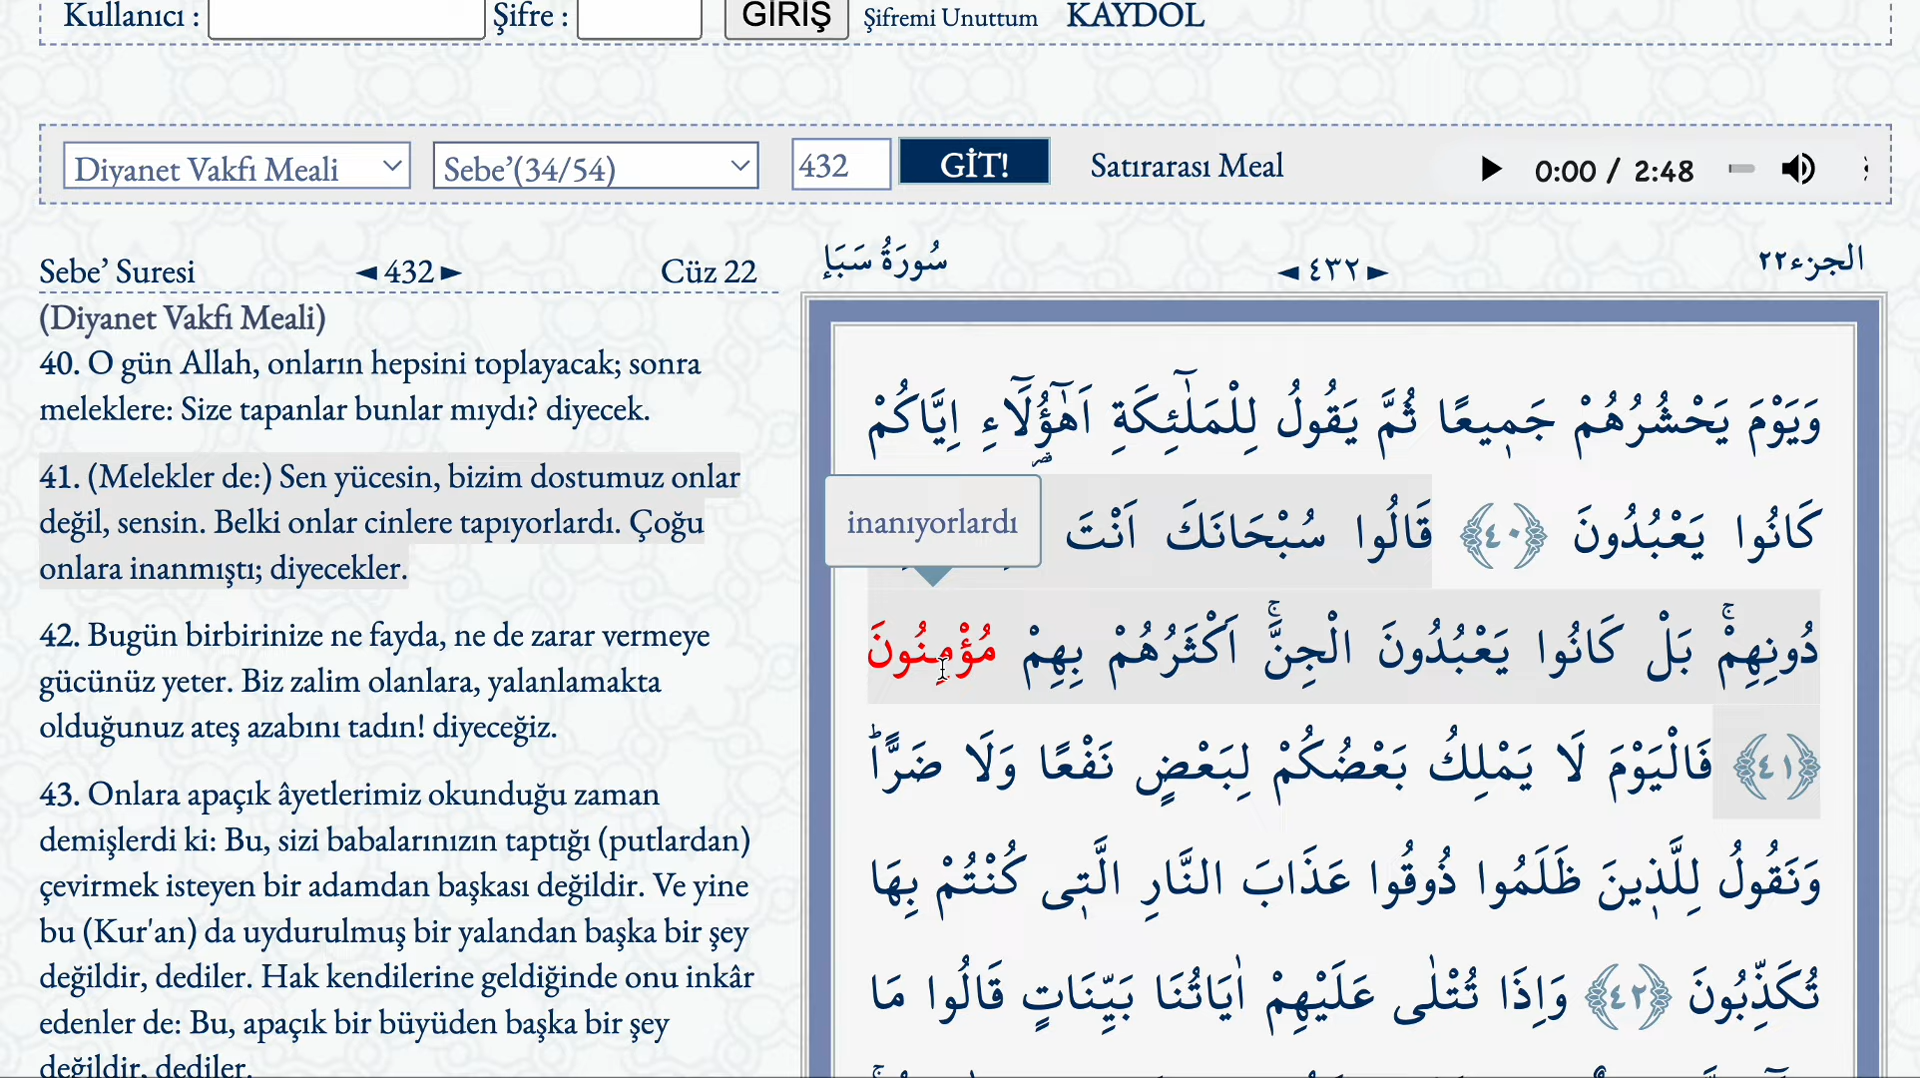 Kullanıcı : Şifre : GİRİŞ Şifremi Unuttum KAYDOL
Diyanet Vakfı Meali Sebe’(34/54) 432 GİT! Satırarası Meal 0:00 / 2:48
Sebe’ Suresi ◄432► Cüz 22
(Diyanet Vakfı Meali)
40. O gün Allah, onların hepsini toplayacak; sonra
meleklere: Size tapanlar bunlar mıydı? diyecek.
41. (Melekler de:) Sen yücesin, bizim dostumuz onlar
değil, sensin. Belki onlar cinlere tapıyorlardı. Çoğu
onlara inanmıştı; diyecekler.
42. Bugün birbirinize ne fayda, ne de zarar vermeye
gücünüz yeter. Biz zalim olanlara, yalanlamakta
olduğunuz ateş azabını tadın! diyeceğiz.
43. Onlara apaçık âyetlerimiz okunduğu zaman
demişlerdi ki: Bu, sizi babalarınızın taptığı (putlardan)
çevirmek isteyen bir adamdan başkası değildir. Ve yine
bu (Kur'an) da uydurulmuş bir yalandan başka bir şey
değildir, dediler. Hak kendilerine geldiğinde onu inkâr
edenler de: Bu, apaçık bir büyüden başka bir şey
değildir, dediler.
الجزء٢٢ ◄٤٣٢► سُورَةُ سَبَإِ
وَيَوْمَ يَحْشُرُهُمْ جَم۪يعًا ثُمَّ يَقُولُ لِلْمَلٰٓئِكَةِ اَهٰٓؤُ۬لَٓاءِ اِيَّاكُمْ
كَانُوا يَعْبُدُونَ ﴿٤٠﴾ قَالُوا سُبْحَانَكَ اَنْتَ
inanıyorlardı
دُونِهِمْۚ بَلْ كَانُوا يَعْبُدُونَ الْجِنَّۚ اَكْثَرُهُمْ بِهِمْ مُؤْمِنُونَ
﴿٤١﴾ فَالْيَوْمَ لَا يَمْلِكُ بَعْضُكُمْ لِبَعْضٍ نَفْعًا وَلَا ضَرًّاۜ
وَنَقُولُ لِلَّذ۪ينَ ظَلَمُوا ذُوقُوا عَذَابَ النَّارِ الَّت۪ي كُنْتُمْ بِهَا
تُكَذِّبُونَ ﴿٤٢﴾ وَاِذَا تُتْلٰى عَلَيْهِمْ اٰيَاتُنَا بَيِّنَاتٍ قَالُوا مَا